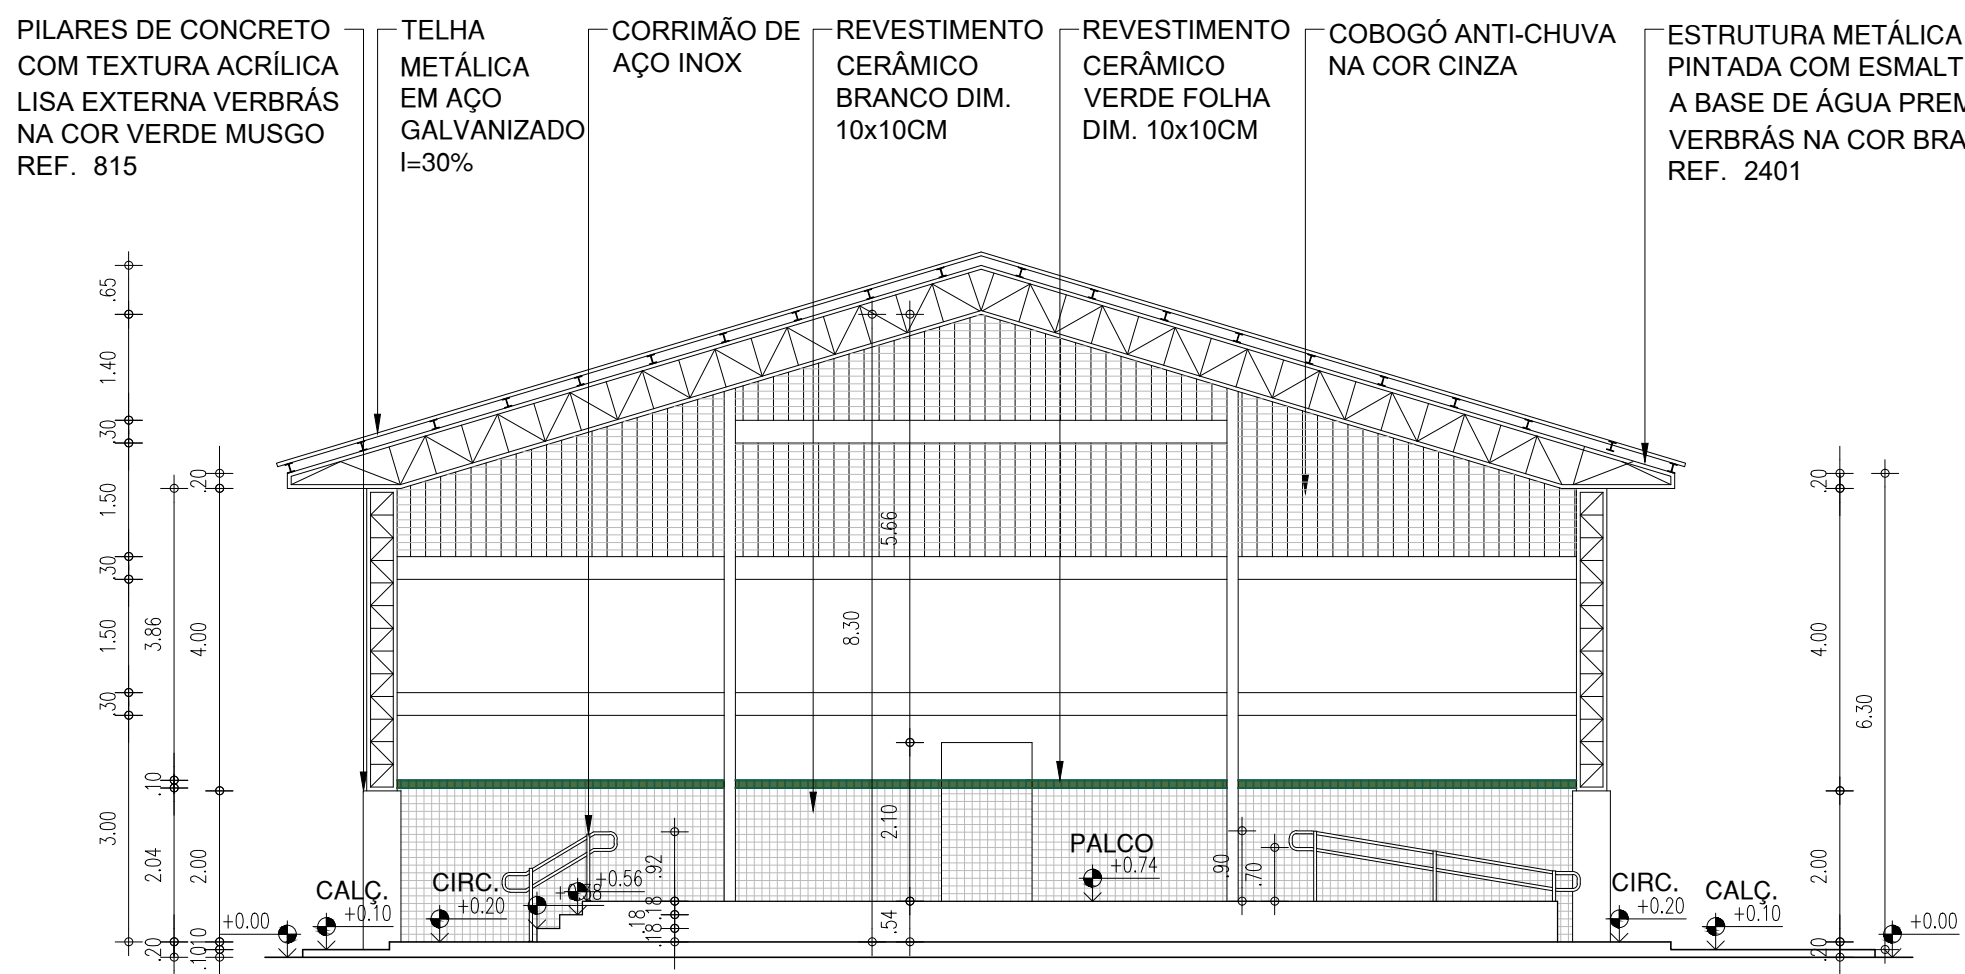 PILARES DE CONCRETO
COM TEXTURA ACRÍLICA
LISA EXTERNA VERBRÁS
NA COR VERDE MUSGO
REF. 815
TELHA
METÁLICA
EM AÇO
GALVANIZADO
I=30%
CORRIMÃO DE
AÇO INOX
REVESTIMENTO
CERÂMICO
BRANCO DIM.
10x10CM
REVESTIMENTO
CERÂMICO
VERDE FOLHA
DIM. 10x10CM
COBOGÓ ANTI-CHUVA
NA COR CINZA
ESTRUTURA METÁLICA
PINTADA COM ESMALT
A BASE DE ÁGUA PREM
VERBRÁS NA COR BRA
REF. 2401
.65
1.40
.30
1.50
.30
1.50
.30
3.00
.20
3.86
.10
2.04
.20
4.00
2.00
.10
.10
5.66
8.30
2.10
.54
.92
.18
.18
.18
.90
.70
.20
4.00
2.00
.20
6.30
+0.00
CALÇ.
+0.10
CIRC.
+0.20
+0.56
PALCO
+0.74
CIRC.
+0.20
CALÇ.
+0.10
+0.00